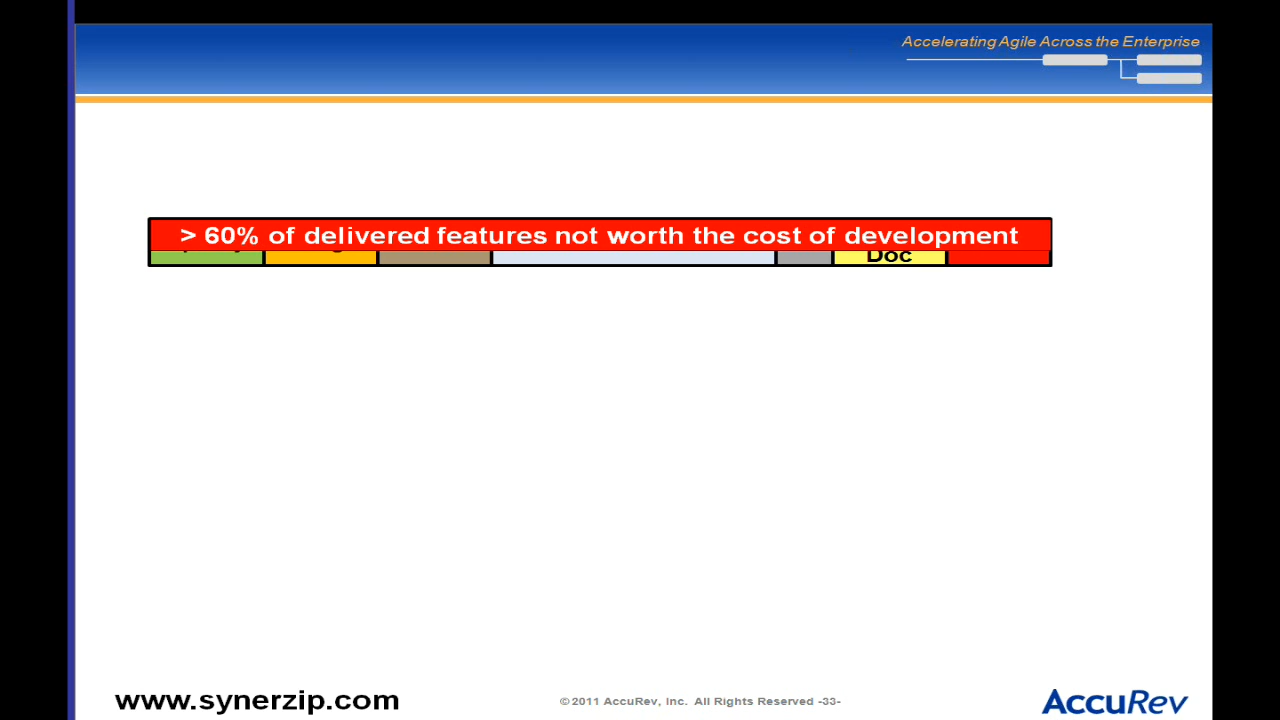 Accelerating Agile Across the Enterprise
> 60% of delivered features not worth the cost of development
Doc
www.synerzip.com
©2011 AccuRev, Inc. All Rights Reserved -33-
AccuRev